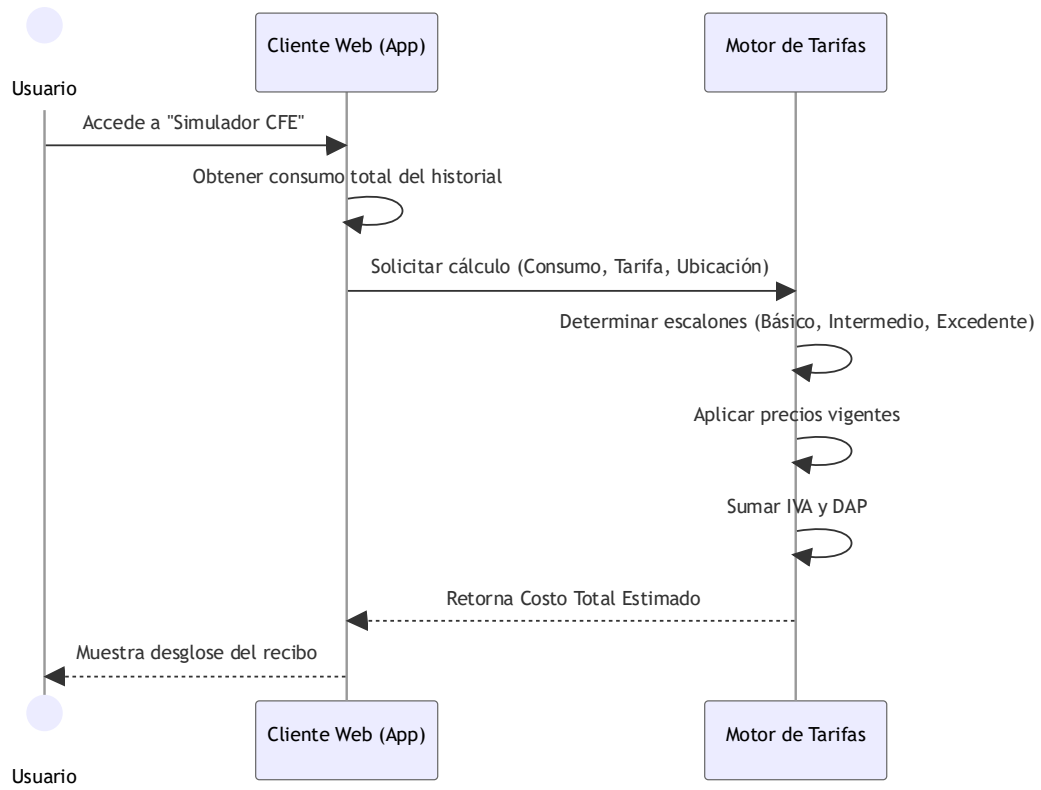 Cliente Web (App)
Motor de Tarifas
Usuario
Accede a "Simulador CFE"
Obtener consumo total del historial
Solicitar cálculo (Consumo, Tarifa, Ubicación)
Determinar escalones (Básico, Intermedio, Excedente)
Aplicar precios vigentes
Sumar IVA y DAP
Retorna Costo Total Estimado
Muestra desglose del recibo
Cliente Web (App)
Motor de Tarifas
Usuario